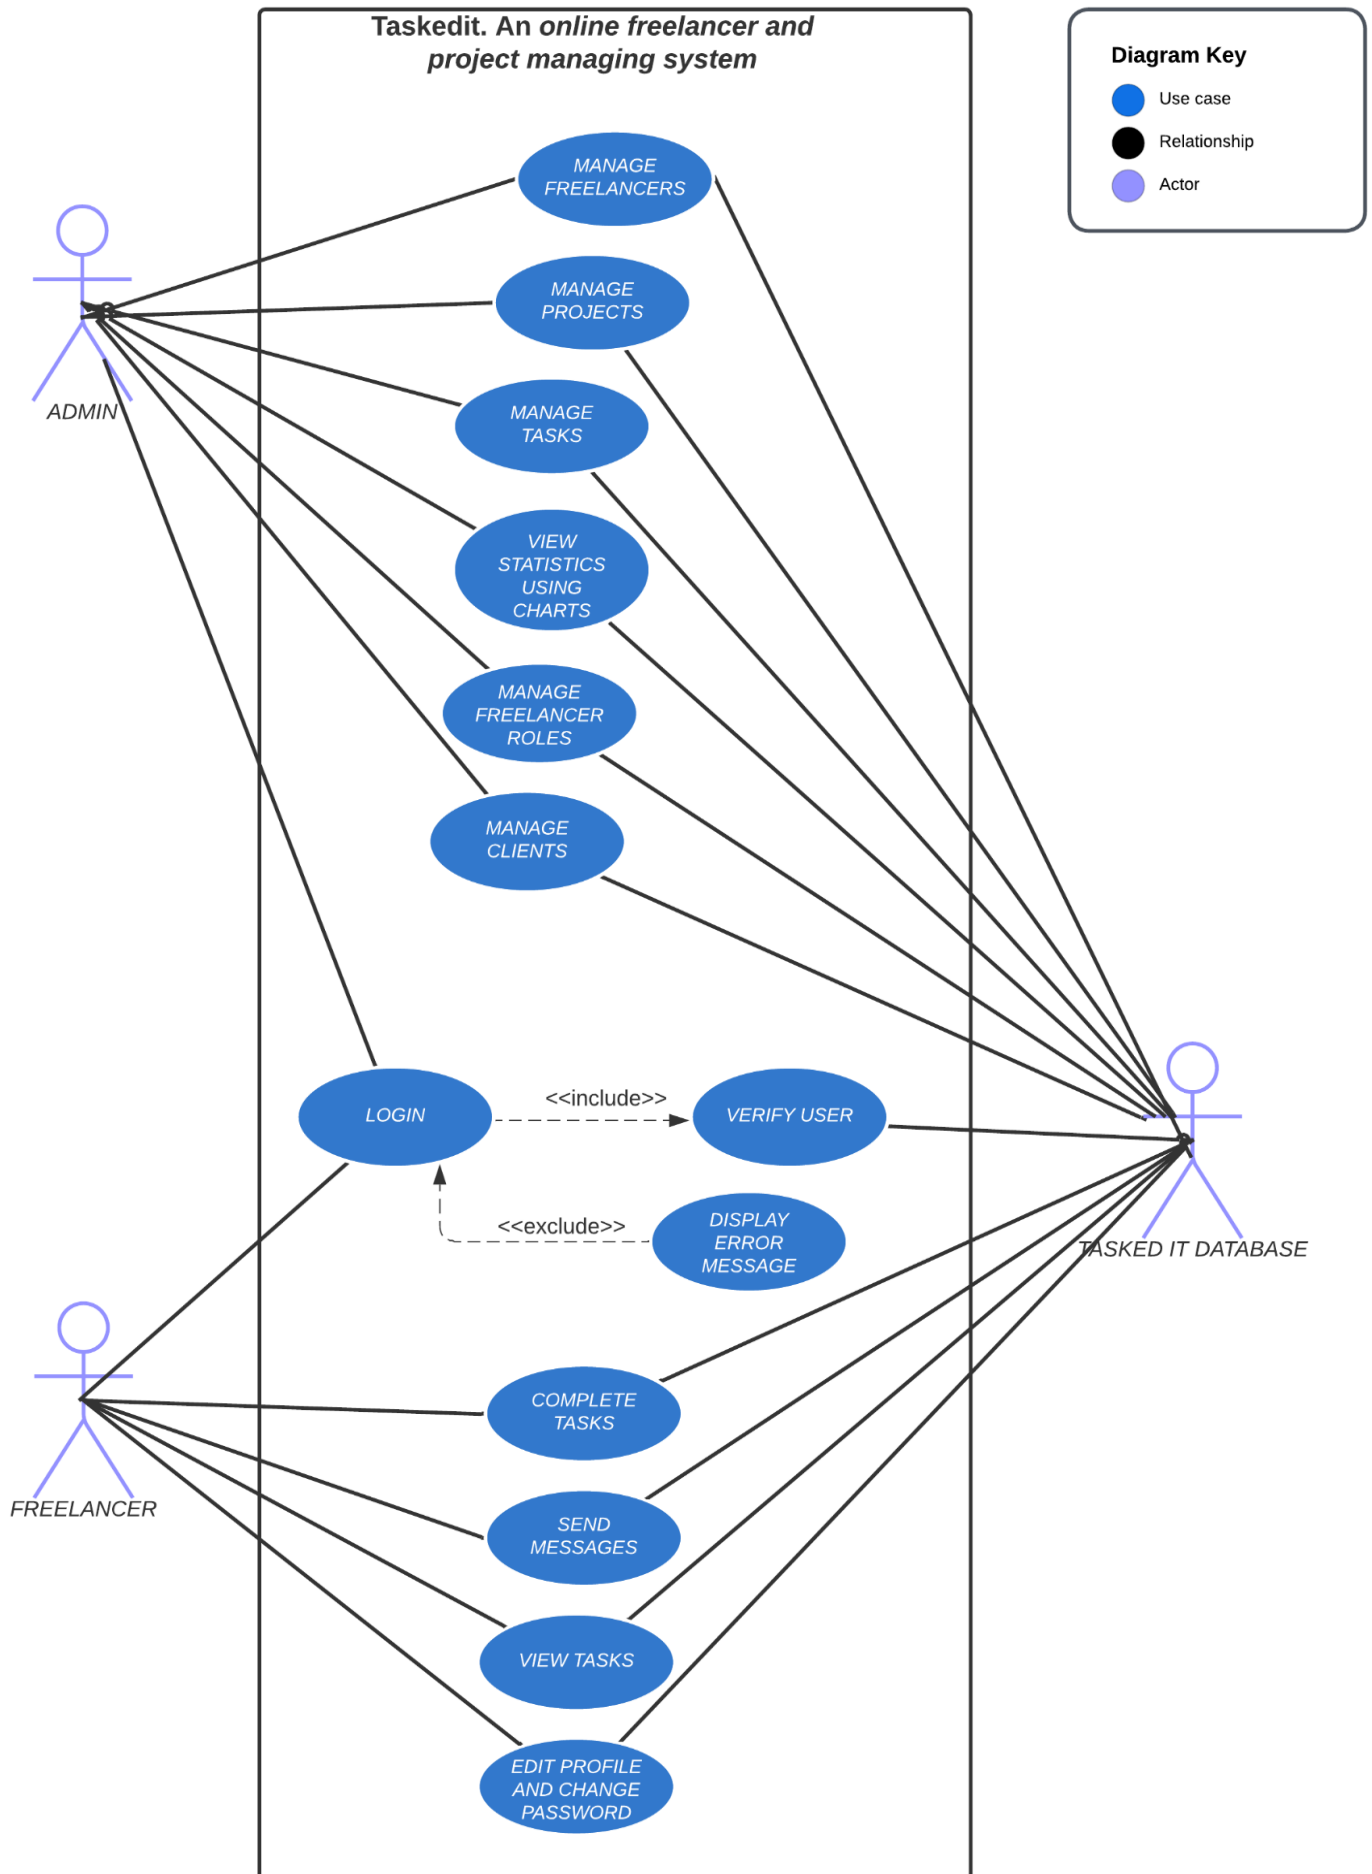 Taskedit. An online freelancer and
project managing system
Diagram Key
Use case
Relationship
Actor
MANAGE
FREELANCERS
MANAGE
PROJECTS
ADMIN
MANAGE
TASKS
VIEW
STATISTICS
USING
CHARTS
MANAGE
FREELANCER
ROLES
MANAGE
CLIENTS
LOGIN
<<include>>
VERIFY USER
<<exclude>>
DISPLAY
ERROR
MESSAGE
TASKED IT DATABASE
COMPLETE
TASKS
FREELANCER
SEND
MESSAGES
VIEW TASKS
EDIT PROFILE
AND CHANGE
PASSWORD